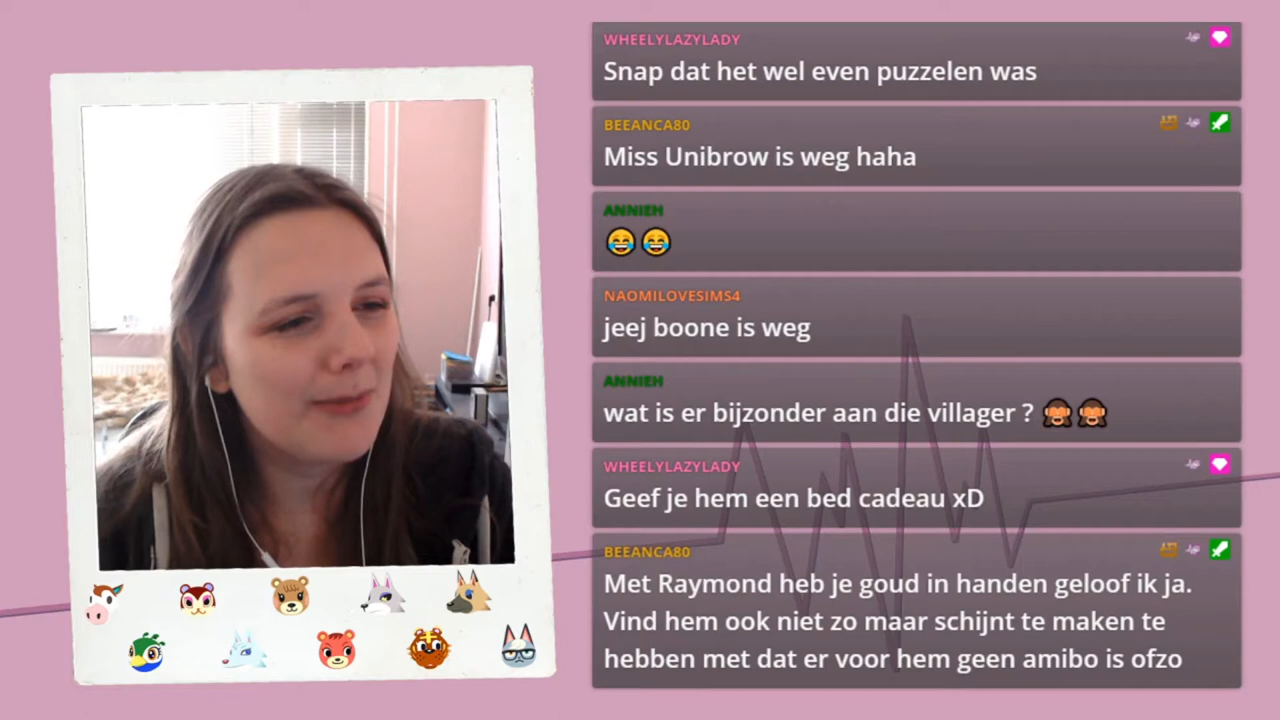 WHEELYLAZYLADY
Snap dat het wel even puzzelen was
BEEANCA80
Miss Unibrow is weg haha
ANNIEH
😂😂
NAOMILOVESIMS4
jeej boone is weg
ANNIEH
wat is er bijzonder aan die villager ? 🙈🙈
WHEELYLAZYLADY
Geef je hem een bed cadeau xD
BEEANCA80
Met Raymond heb je goud in handen geloof ik ja.
Vind hem ook niet zo maar schijnt te maken te
hebben met dat er voor hem geen amibo is ofzo